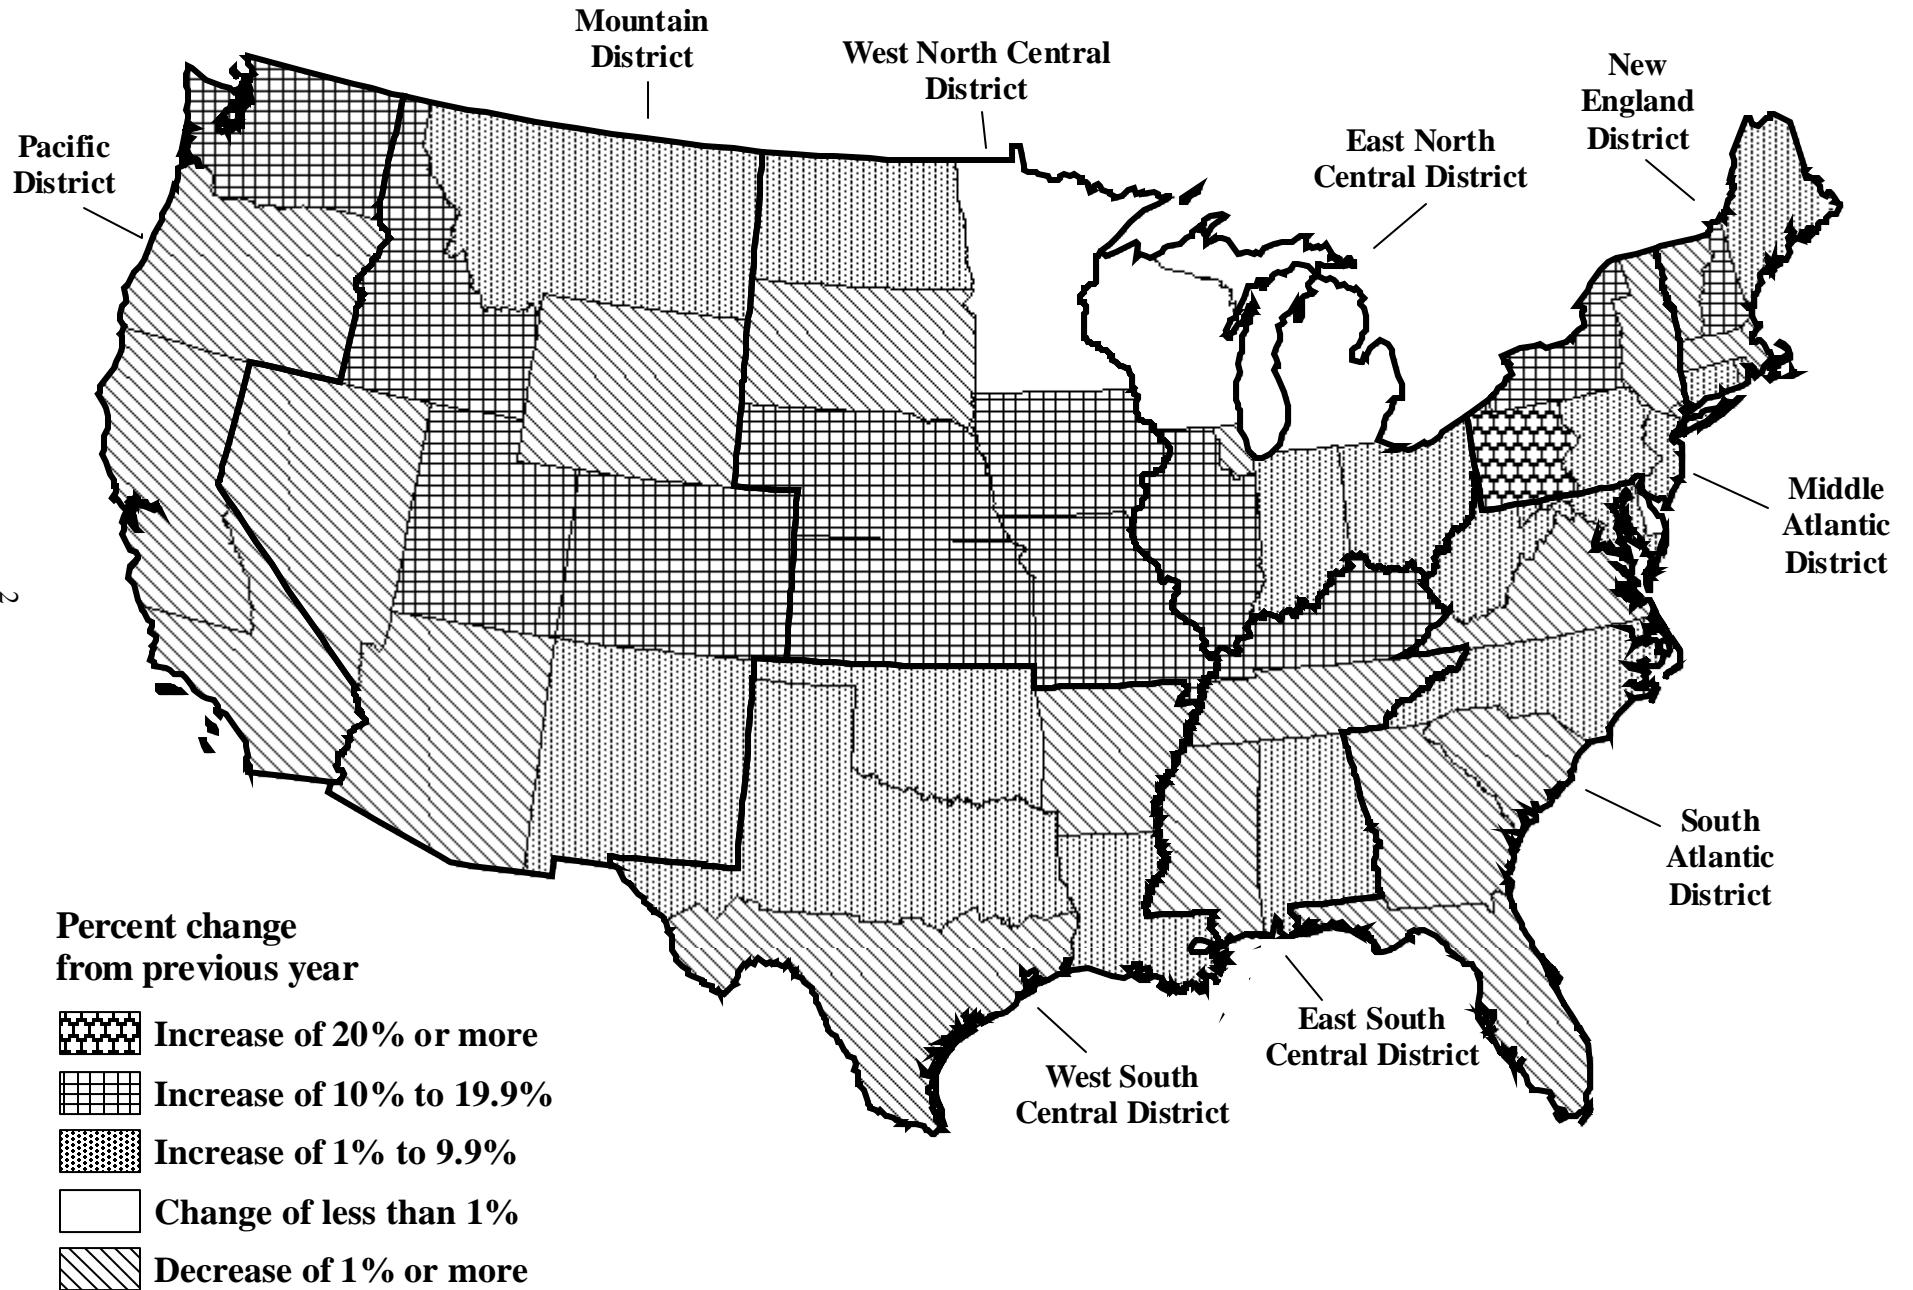 Mountain
District
West North Central
District
New
England
District
East North
Central District
Pacific
District
Middle
Atlantic
District
2
South
Atlantic
District
East South
Central District
West South
Central District
Percent change
from previous year
Increase of 20% or more
Increase of 10% to 19.9%
Increase of 1% to 9.9%
Change of less than 1%
Decrease of 1% or more